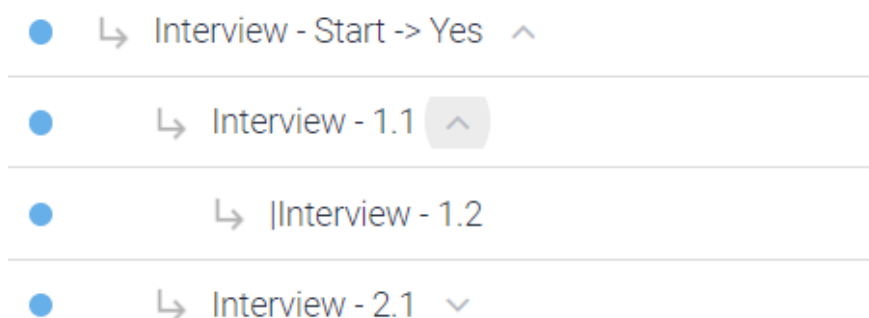 Interview - Start -> Yes
Interview - 1.1
|Interview - 1.2
Interview - 2.1